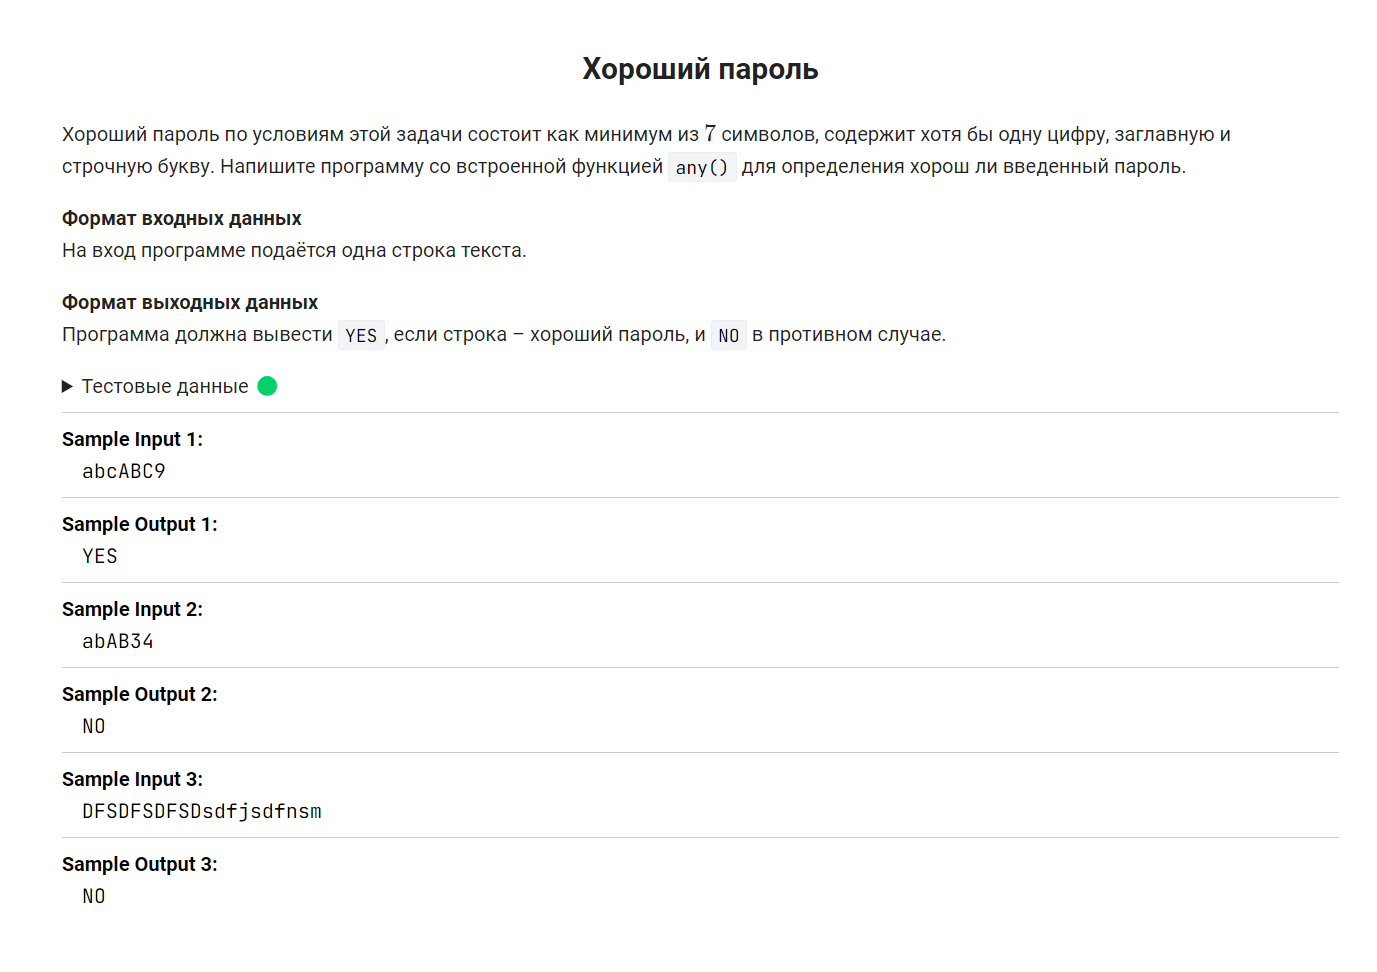 Хороший пароль
Хороший пароль по условиям этой задачи состоит как минимум из 7 символов, содержит хотя бы одну цифру, заглавную и
строчную букву. Напишите программу со встроенной функцией any() для определения хорош ли введенный пароль.
Формат входных данных
На вход программе подаётся одна строка текста.
Формат выходных данных
Программа должна вывести YES, если строка – хороший пароль, и NO в противном случае.
Тестовые данные
Sample Input 1:
abcABC9
Sample Output 1:
YES
Sample Input 2:
abAB34
Sample Output 2:
NO
Sample Input 3:
DFSDFSDFSDsdfjsdfnsm
Sample Output 3:
NO